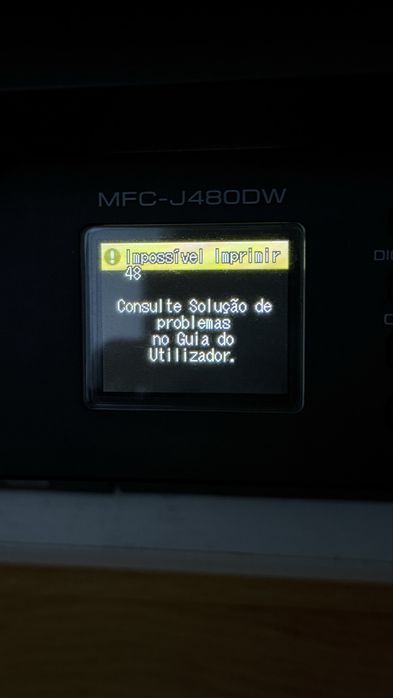 MFC-J480DW
Impossível Imprimir
48
Consulte Solução de
problemas
no Guia do
Utilizador.